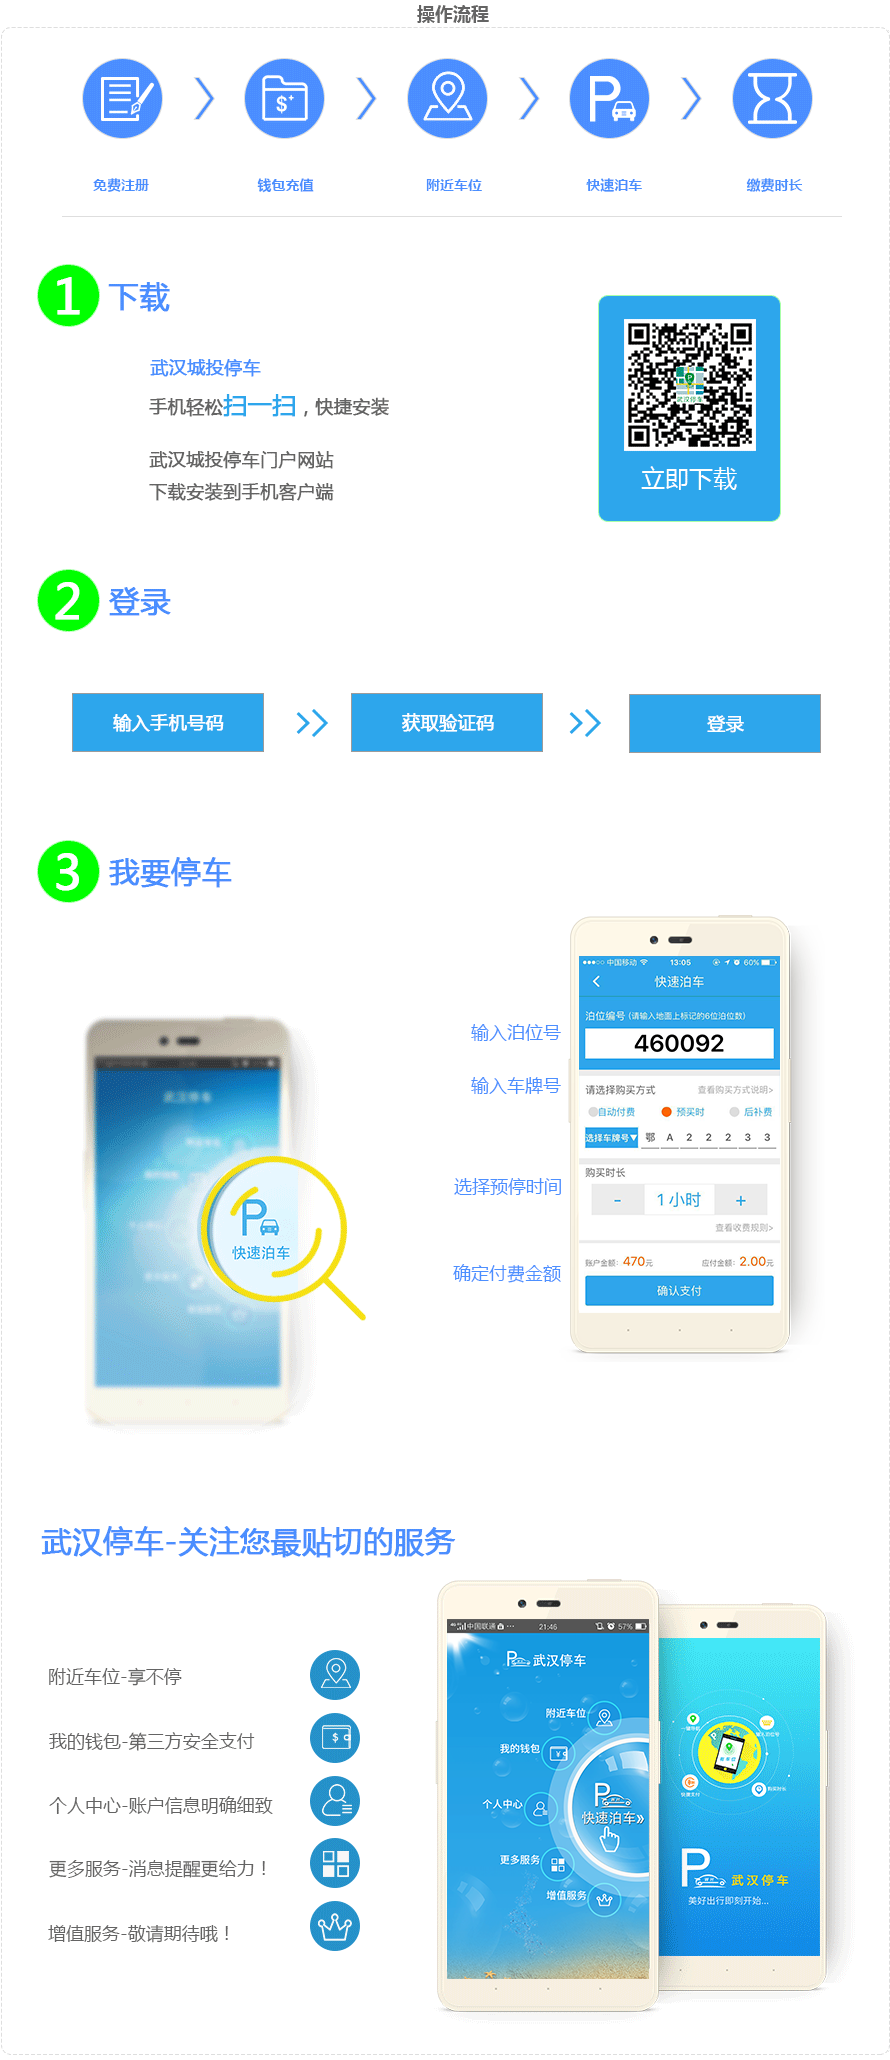 操作流程
免费注册
钱包充值
附近车位
快速泊车
缴费时长
1 下载
武汉城投停车
手机轻松扫一扫，快捷安装
武汉城投停车门户网站
下载安装到手机客户端
武汉停车
立即下载
2 登录
输入手机号码
获取验证码
登录
3 我要停车
武汉停车
P
快速泊车
输入泊位号
输入车牌号
选择预停时间
确定付费金额
中国移动 13:05 60%
快速泊车
泊位编号 (请输入地面上标记的6位泊位数)
460092
请选择购买方式 查看购买方式说明>
自动付费 预买时 后补费
选择车牌号▼ 鄂 A 2 2 2 3 3
购买时长
- 1 小时 +
查看收费规则>
账户金额：470元 应付金额：2.00元
确认支付
武汉停车-关注您最贴切的服务
附近车位-享不停
我的钱包-第三方安全支付
个人中心-账户信息明确细致
更多服务-消息提醒更给力！
增值服务-敬请期待哦！
中国联通 21:46 57%
P 武汉停车
附近车位
我的钱包
个人中心
更多服务
增值服务
P
快速泊车»
快捷支付
购买时长
P 武汉停车
美好出行即刻开始...